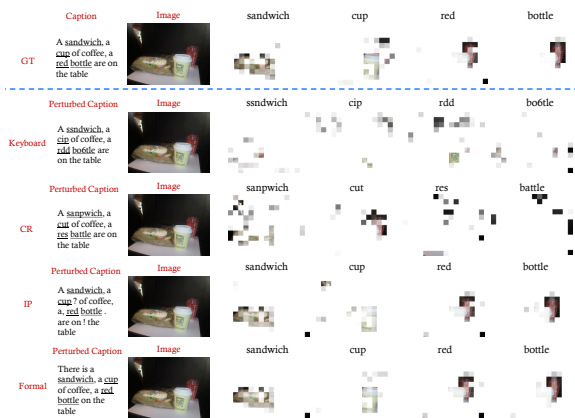 Caption Image sandwich cup red bottle
GT
A sandwich, a
cup of coffee, a
red bottle are on
the table
Perturbed Caption Image ssndwich cip rdd bo6tle
Keyboard
A ssndwich, a
cip of coffee, a
rdd bo6tle are
on the table
Perturbed Caption Image sanpwich cut res battle
CR
A sanpwich, a
cut of coffee, a
res battle are on
the table
Perturbed Caption Image sandwich cup red bottle
IP
A sandwich, a
cup ? of coffee,
a, red bottle .
are on ! the
table
Perturbed Caption Image sandwich cup red bottle
Formal
There is a
sandwich, a cup
of coffee, a red
bottle on the
table